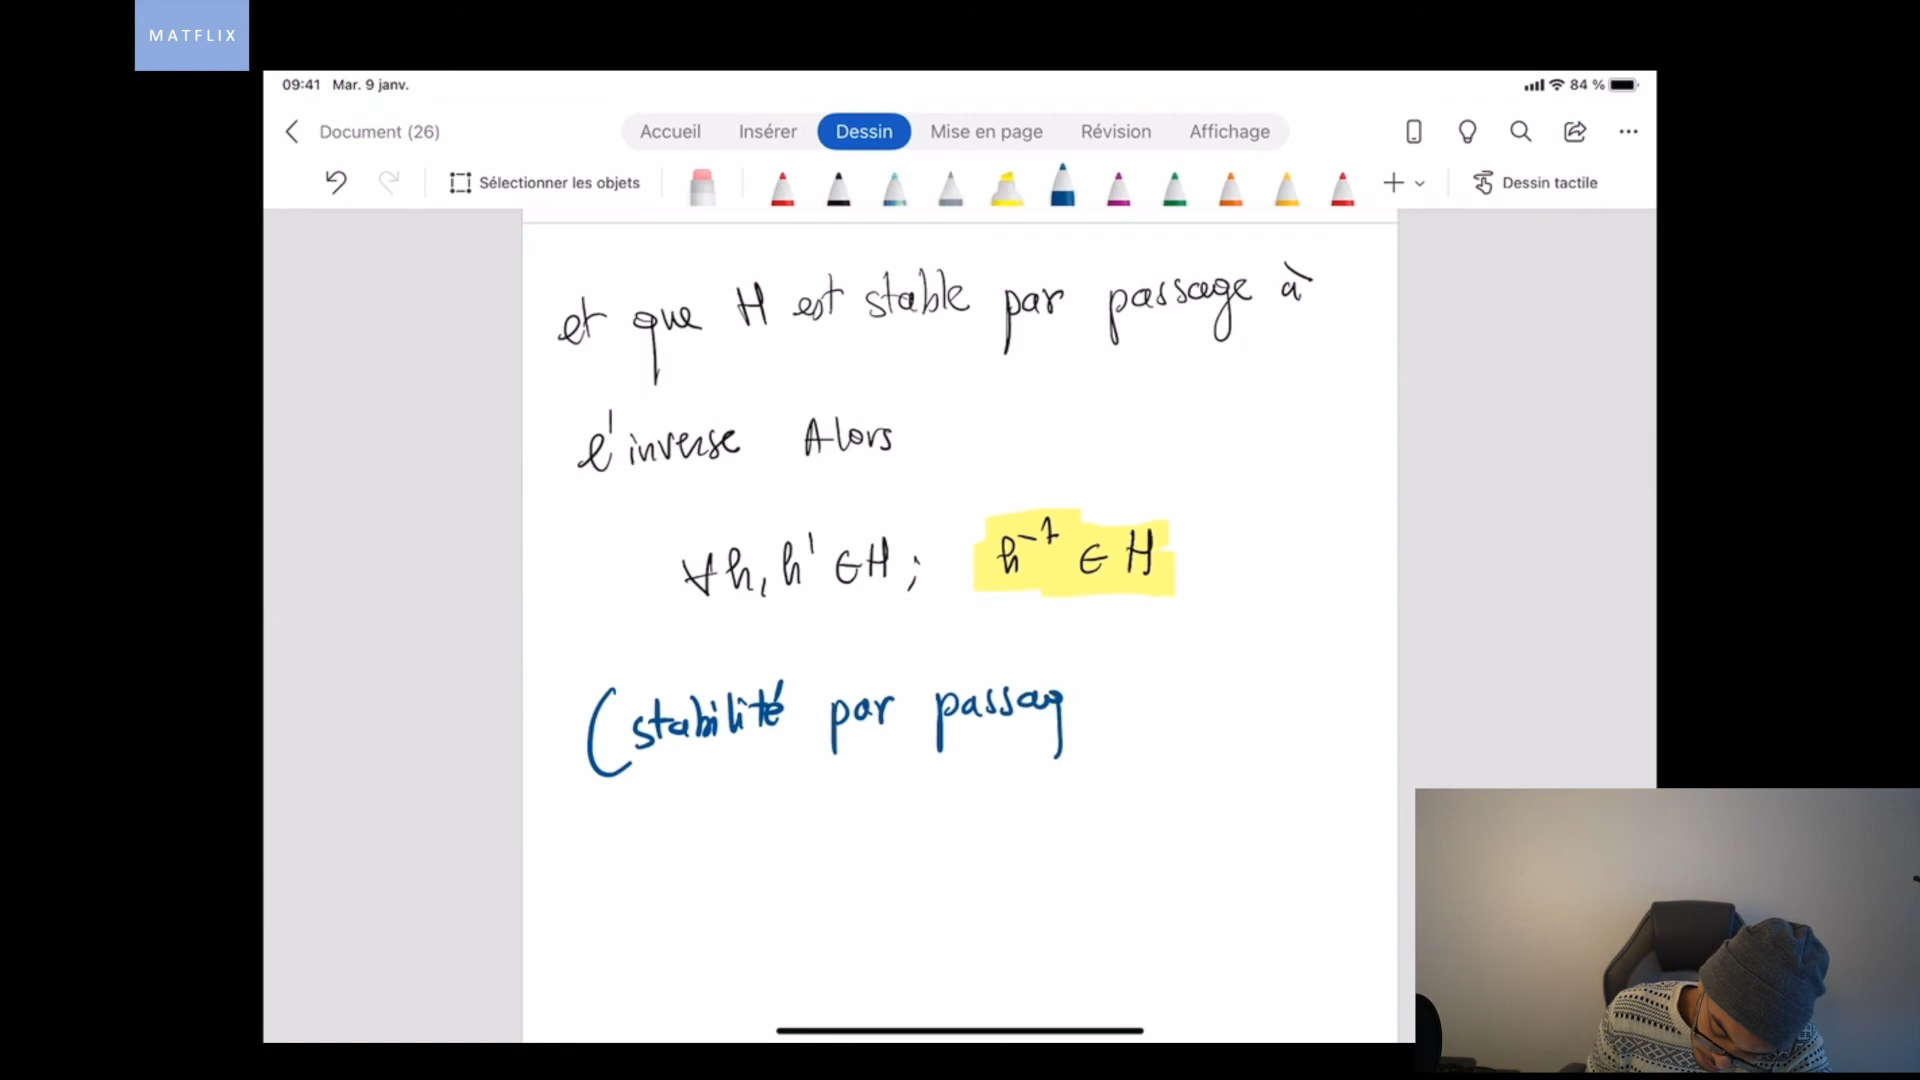 MATFLIX
09:41 Mar. 9 janv.
84 %
Document (26)
Accueil Insérer Dessin Mise en page Révision Affichage
Sélectionner les objets
Dessin tactile
et que H est stable par passage à
l'inverse Alors
∀h, h' ∈ H ; h⁻¹ ∈ H
(stabilité par passag